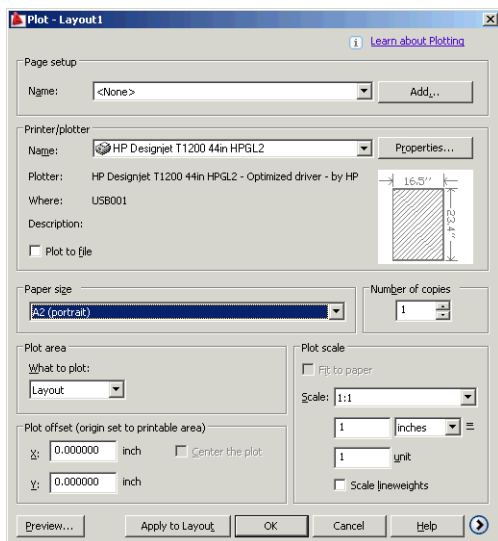 Plot - Layout1
Learn about Plotting
Page setup
Name: <None> Add...
Printer/plotter
Name: HP Designjet T1200 44in HPGL2 Properties...
Plotter: HP Designjet T1200 44in HPGL2 - Optimized driver - by HP
Where: USB001
Description:
Plot to file
16.5''
23.4''
Paper size
A2 (portrait)
Number of copies
1
Plot area
What to plot:
Layout
Plot offset (origin set to printable area)
X: 0.000000 inch Center the plot
Y: 0.000000 inch
Plot scale
Fit to paper
Scale: 1:1
1 inches =
1 unit
Scale lineweights
Preview... Apply to Layout OK Cancel Help